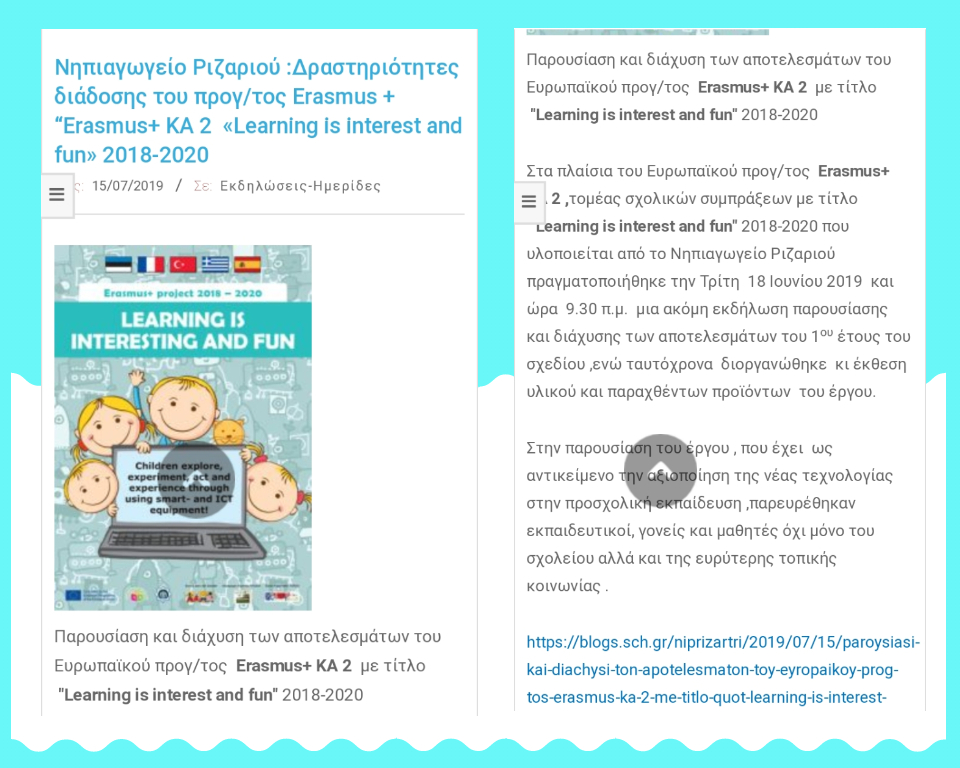 Νηπιαγωγείο Ριζαριού :Δραστηριότητες
διάδοσης του προγ/τος Erasmus +
“Erasmus+ KA 2  «Learning is interest and
fun» 2018-2020
ς: 15/07/2019 / Σε: Εκδηλώσεις-Ημερίδες
Erasmus+ project 2018 – 2020
LEARNING IS
INTERESTING AND FUN
Children explore,
experiment, act and
experience through
using smart- and ICT
equipment!
Παρουσίαση και διάχυση των αποτελεσμάτων του
Ευρωπαϊκού προγ/τος  Erasmus+ KA 2  με τίτλο
"Learning is interest and fun" 2018-2020
Παρουσίαση και διάχυση των αποτελεσμάτων του
Ευρωπαϊκού προγ/τος  Erasmus+ KA 2  με τίτλο
"Learning is interest and fun" 2018-2020
Στα πλαίσια του Ευρωπαϊκού προγ/τος  Erasmus+
2 ,τομέας σχολικών συμπράξεων με τίτλο
Learning is interest and fun" 2018-2020 που
υλοποιείται από το Νηπιαγωγείο Ριζαριού
πραγματοποιήθηκε την Τρίτη  18 Ιουνίου 2019  και
ώρα  9.30 π.μ.  μια ακόμη εκδήλωση παρουσίασης
και διάχυσης των αποτελεσμάτων του 1ου έτους του
σχεδίου ,ενώ ταυτόχρονα  διοργανώθηκε  κι έκθεση
υλικού και παραχθέντων προϊόντων  του έργου.
Στην παρουσίαση του έργου , που έχει  ως
αντικείμενο την αξιοποίηση της νέας τεχνολογίας
στην προσχολική εκπαίδευση ,παρευρέθηκαν
εκπαιδευτικοί, γονείς και μαθητές όχι μόνο του
σχολείου αλλά και της ευρύτερης τοπικής
κοινωνίας .
https://blogs.sch.gr/niprizartri/2019/07/15/paroysiasi-
kai-diachysi-ton-apotelesmaton-toy-eyropaikoy-prog-
tos-erasmus-ka-2-me-titlo-quot-learning-is-interest-